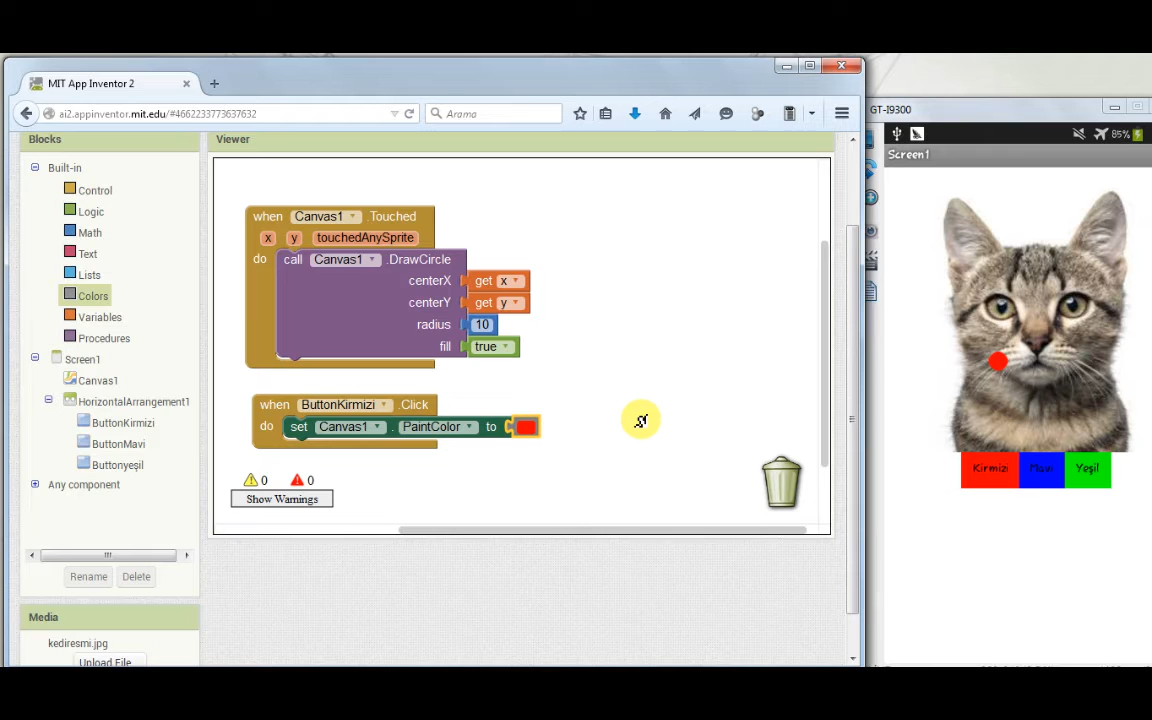 MIT App Inventor 2
ai2.appinventor.mit.edu/#4662233773637632
Arama
Blocks
Viewer
Built-in
Control
Logic
Math
Text
Lists
Colors
Variables
Procedures
Screen1
Canvas1
HorizontalArrangement1
ButtonKirmizi
ButtonMavi
Buttonyeşil
Any component
Rename
Delete
Media
kediresmi.jpg
Upload File
when Canvas1 .Touched
x y touchedAnySprite
do call Canvas1 .DrawCircle
centerX get x
centerY get y
radius 10
fill true
when ButtonKirmizi .Click
do set Canvas1 . PaintColor to
0 0
Show Warnings
GT-I9300
85%
Screen1
Kirmizi Mavi Yeşil